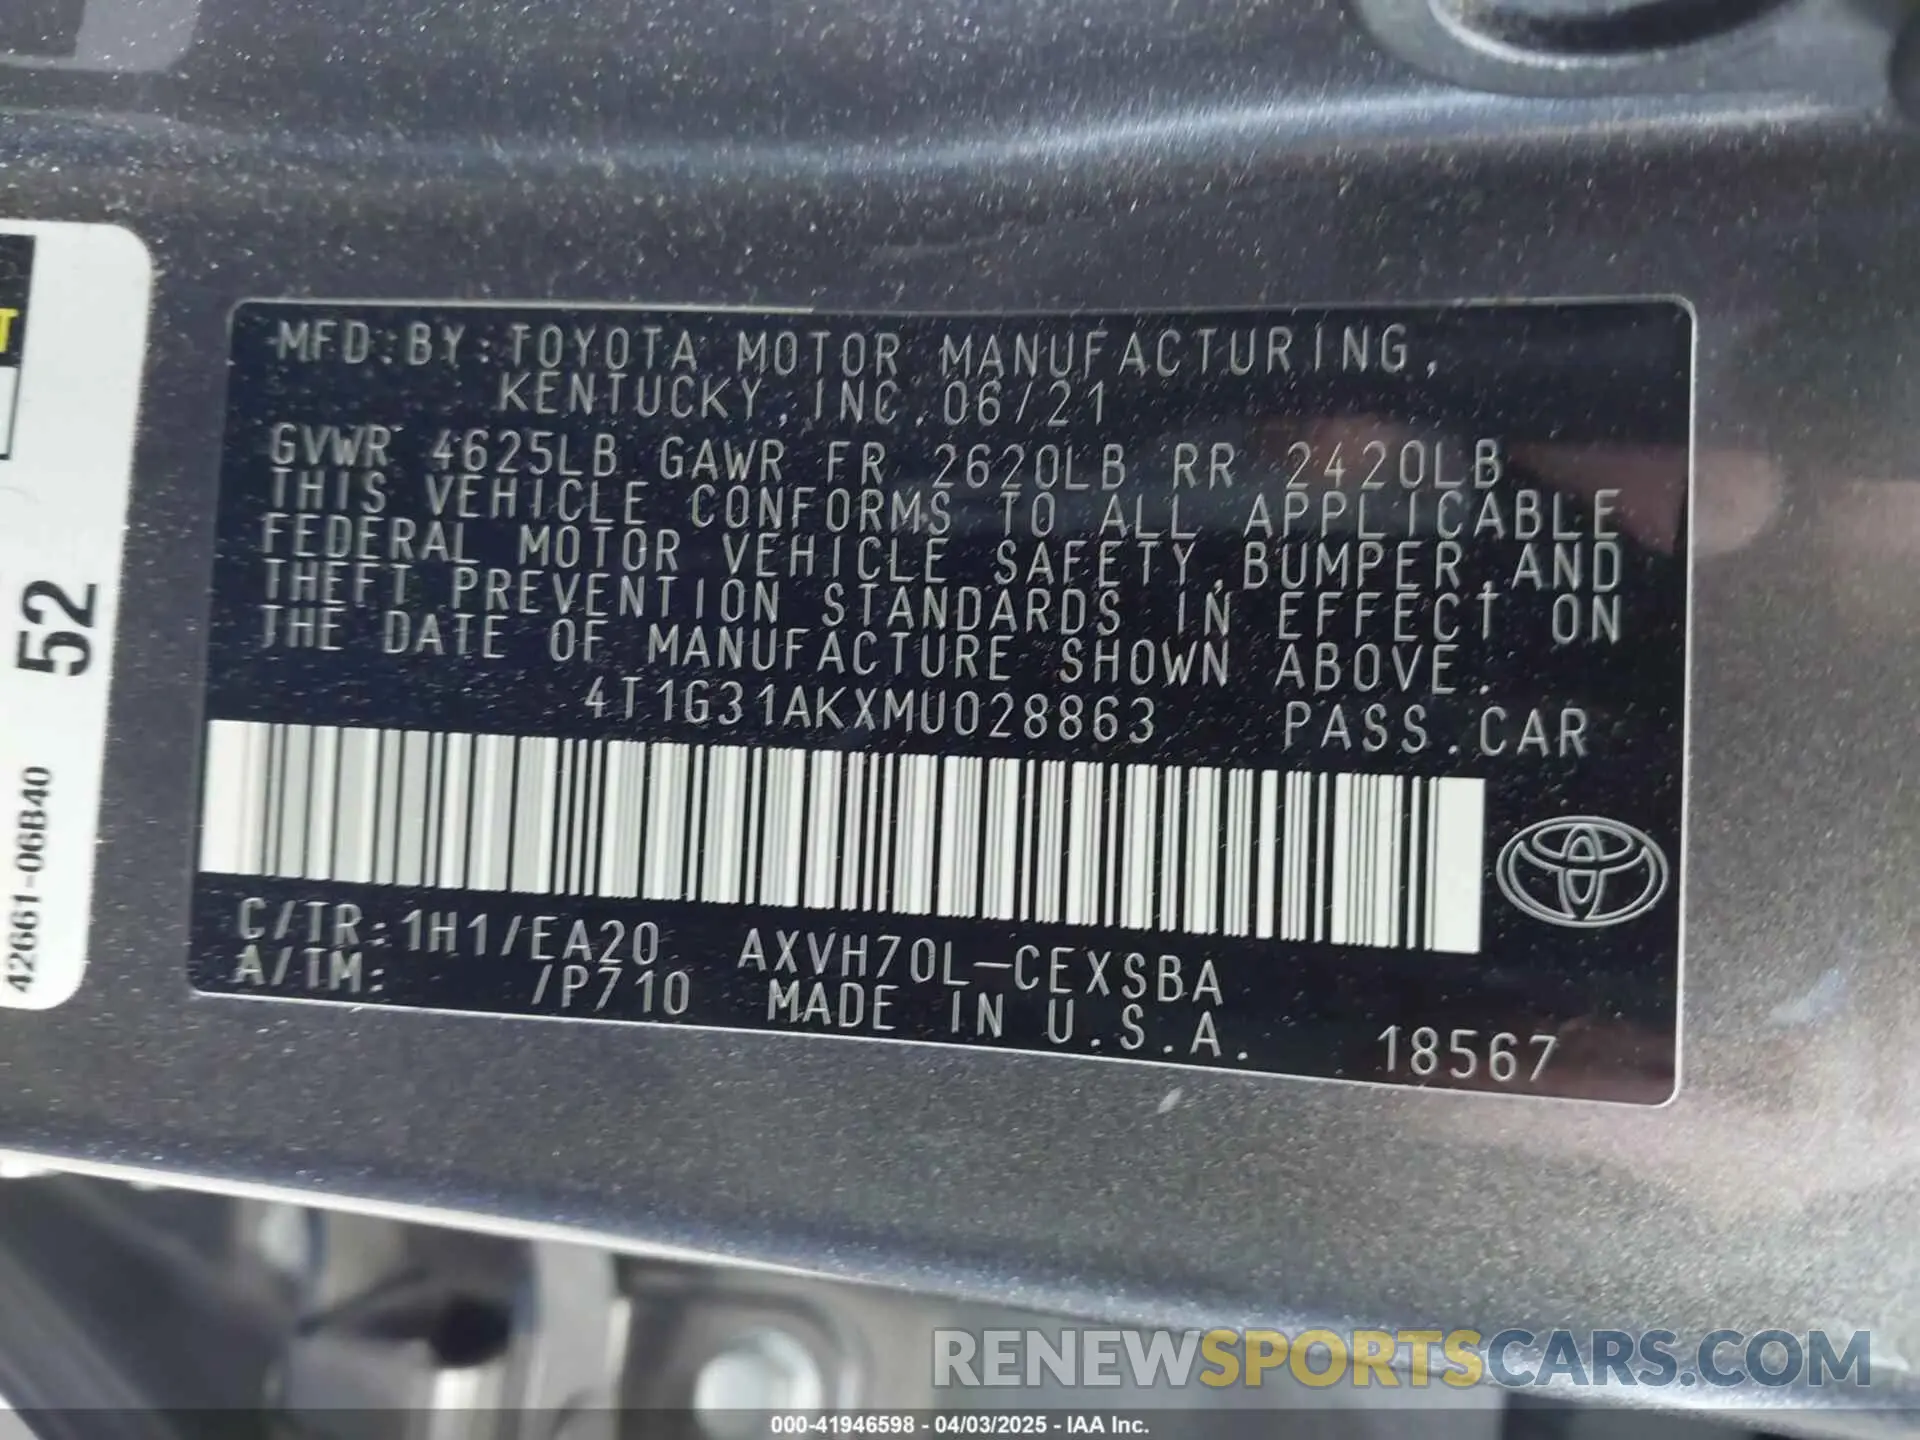 MFD.BY:TOYOTA MOTOR MANUFACTURING,
KENTUCKY,INC.06/21
GVWR 4625LB GAWR FR 2620LB RR 2420LB
THIS VEHICLE CONFORMS TO ALL APPLICABLE
FEDERAL MOTOR VEHICLE SAFETY,BUMPER,AND
THEFT PREVENTION STANDARDS IN EFFECT ON
THE DATE OF MANUFACTURE SHOWN ABOVE.
4T1G31AKXMU028863 PASS.CAR
C/TR:1H1/EA20 AXVH70L-CEXSBA
A/TM: /P710 MADE IN U.S.A. 18567
T
52
42661-06B40
RENEWSPORTSCARS.COM
000-41946598 - 04/03/2025 - IAA Inc.